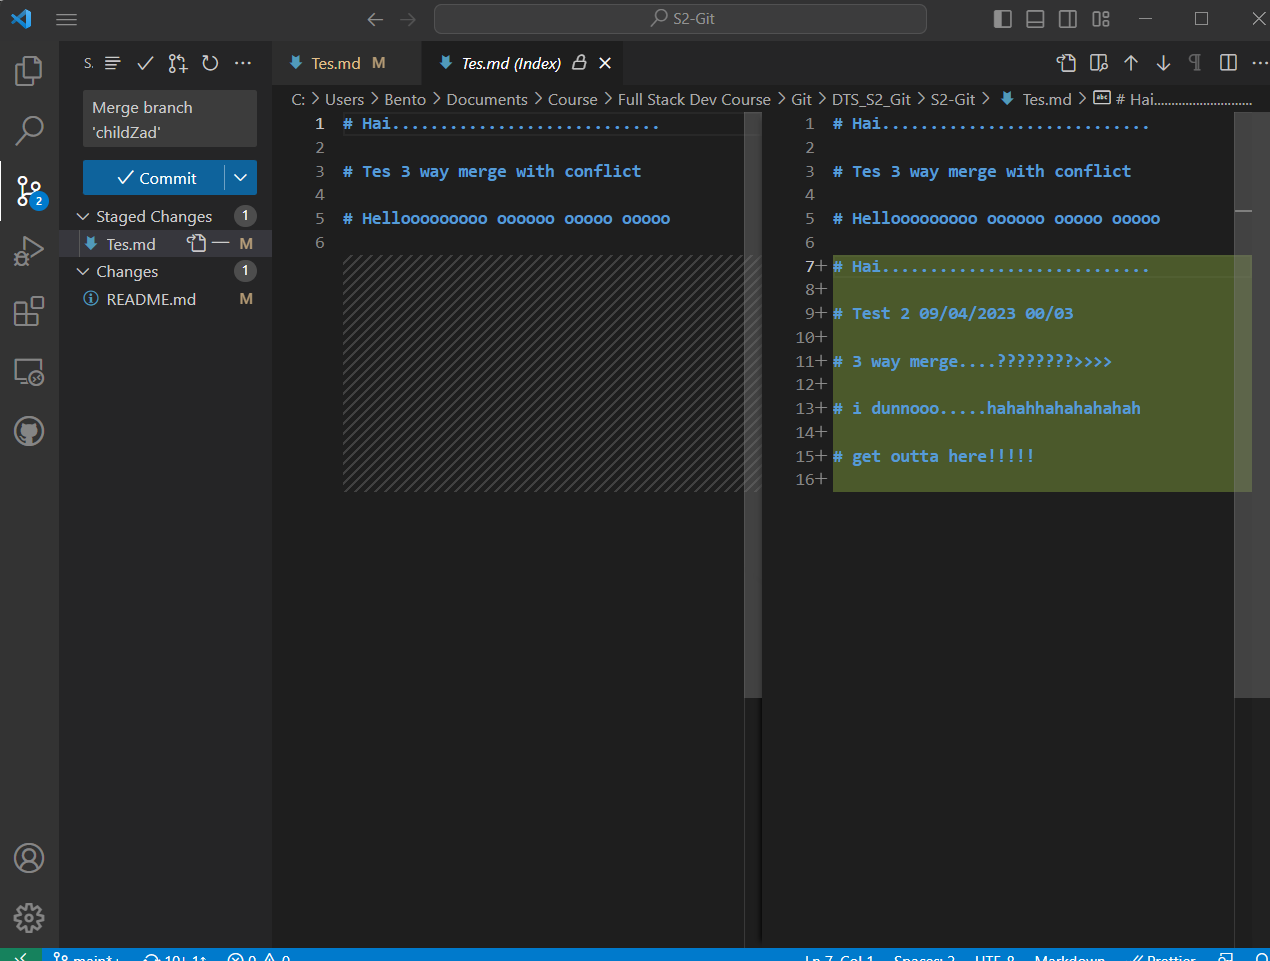 S2-Git
S.
Tes.md M
Tes.md (Index)
C: > Users > Bento > Documents > Course > Full Stack Dev Course > Git > DTS_S2_Git > S2-Git > Tes.md > abc # Hai............................
Merge branch
'childZad'
Commit
2
Staged Changes 1
Tes.md M
Changes 1
README.md M
1 # Hai............................
2
3 # Tes 3 way merge with conflict
4
5 # Hellooooooooo oooooo ooooo ooooo
6
1 # Hai............................
2
3 # Tes 3 way merge with conflict
4
5 # Hellooooooooo oooooo ooooo ooooo
6
7+ # Hai............................
8+
9+ # Test 2 09/04/2023 00/03
10+
11+ # 3 way merge....????????>>>>
12+
13+ # i dunnooo.....hahahhahahahahah
14+
15+ # get outta here!!!!!
16+
main*+ 10↓ 1↑ 0 0 Ln 7, Col 1 Spaces: 2 UTF-8 Markdown Prettier